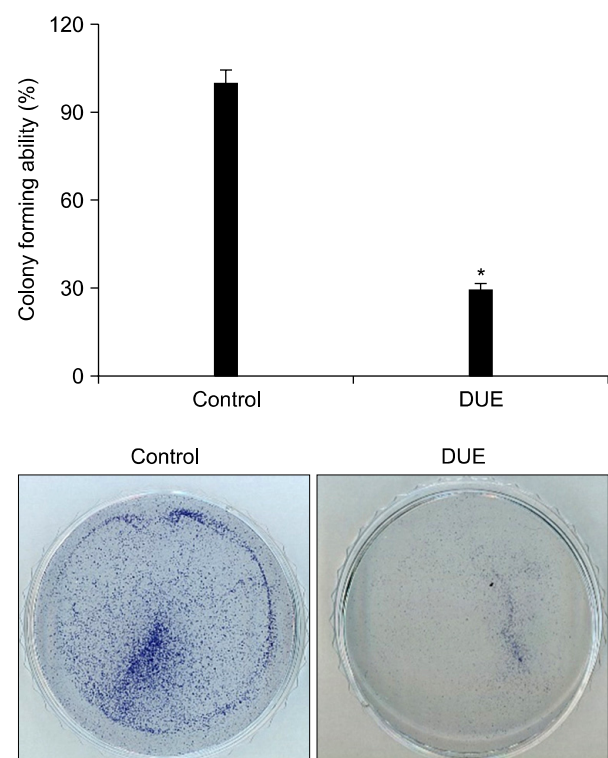 Colony forming ability (%)
120
90
60
30
0
*
Control DUE
Control DUE